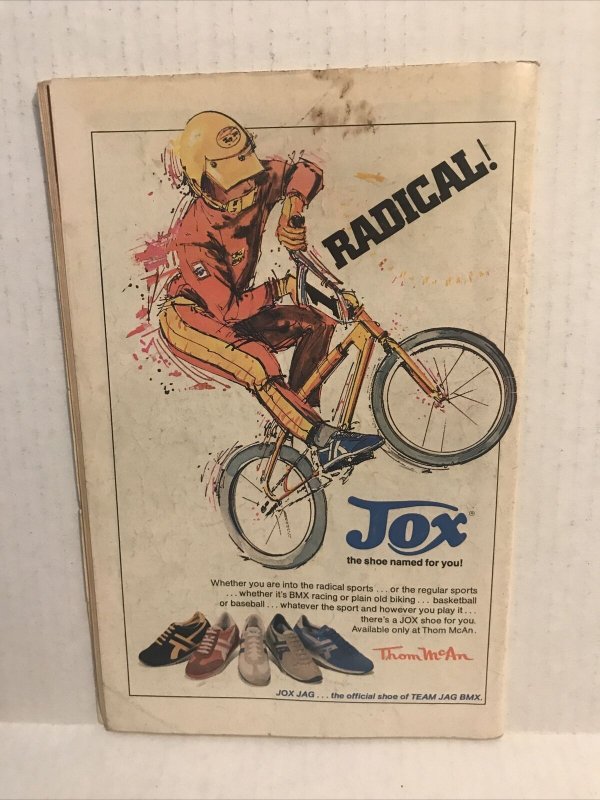 RADICAL!
1
Jox®
the shoe named for you!
Whether you are into the radical sports ... or the regular sports
... whether it's BMX racing or plain old biking ... basketball
or baseball ... whatever the sport and however you play it ...
there's a JOX shoe for you.
Available only at Thom McAn.
Thom McAn
JOX JAG ... the official shoe of TEAM JAG BMX.